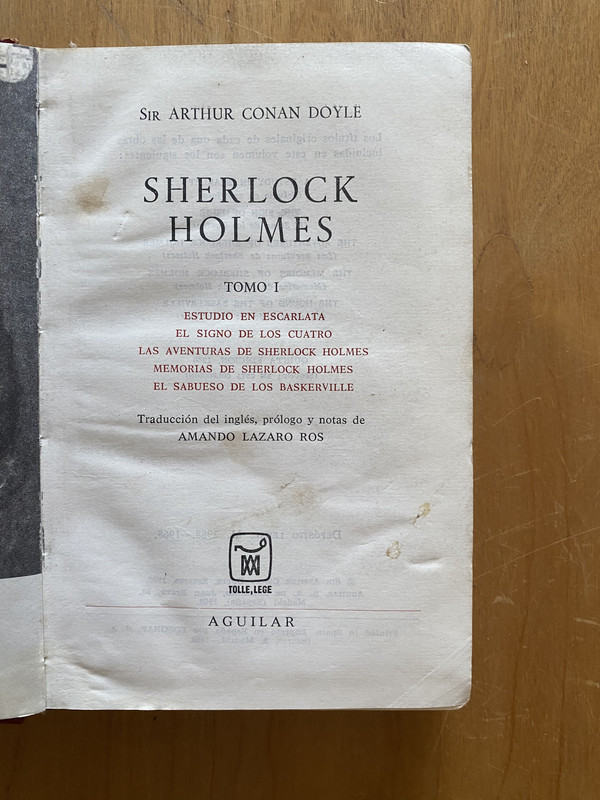 Sir ARTHUR CONAN DOYLE
SHERLOCK
HOLMES
TOMO I
ESTUDIO EN ESCARLATA
EL SIGNO DE LOS CUATRO
LAS AVENTURAS DE SHERLOCK HOLMES
MEMORIAS DE SHERLOCK HOLMES
EL SABUESO DE LOS BASKERVILLE
Traducción del inglés, prólogo y notas de
AMANDO LAZARO ROS
TOLLE, LEGE
AGUILAR